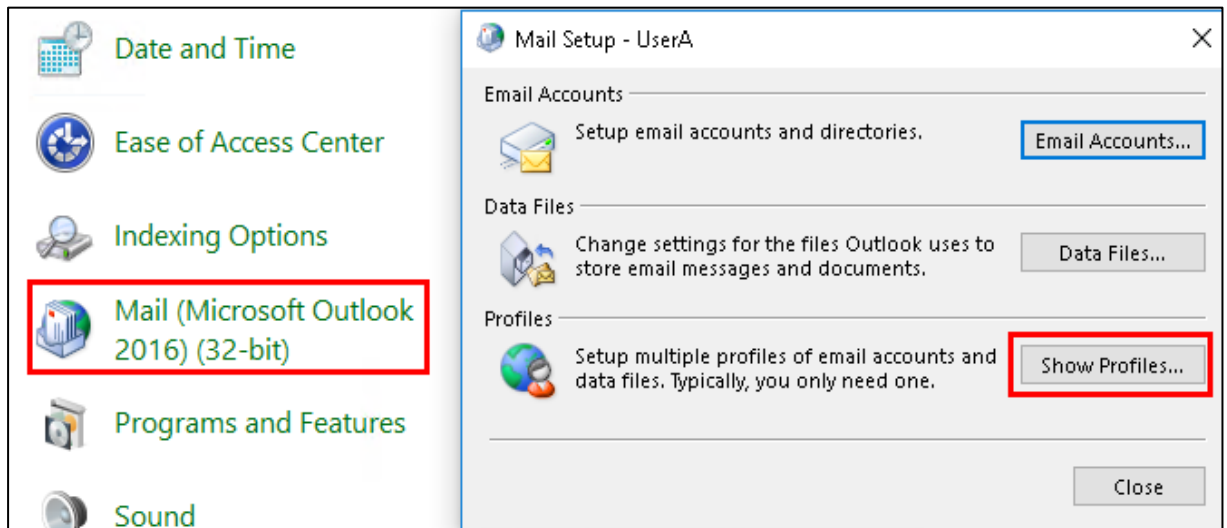 Date and Time
Ease of Access Center
Indexing Options
Mail (Microsoft Outlook
2016) (32-bit)
Programs and Features
Sound
Mail Setup - UserA
Email Accounts
Setup email accounts and directories.
Email Accounts...
Data Files
Change settings for the files Outlook uses to
store email messages and documents.
Data Files...
Profiles
Setup multiple profiles of email accounts and
data files. Typically, you only need one.
Show Profiles...
Close